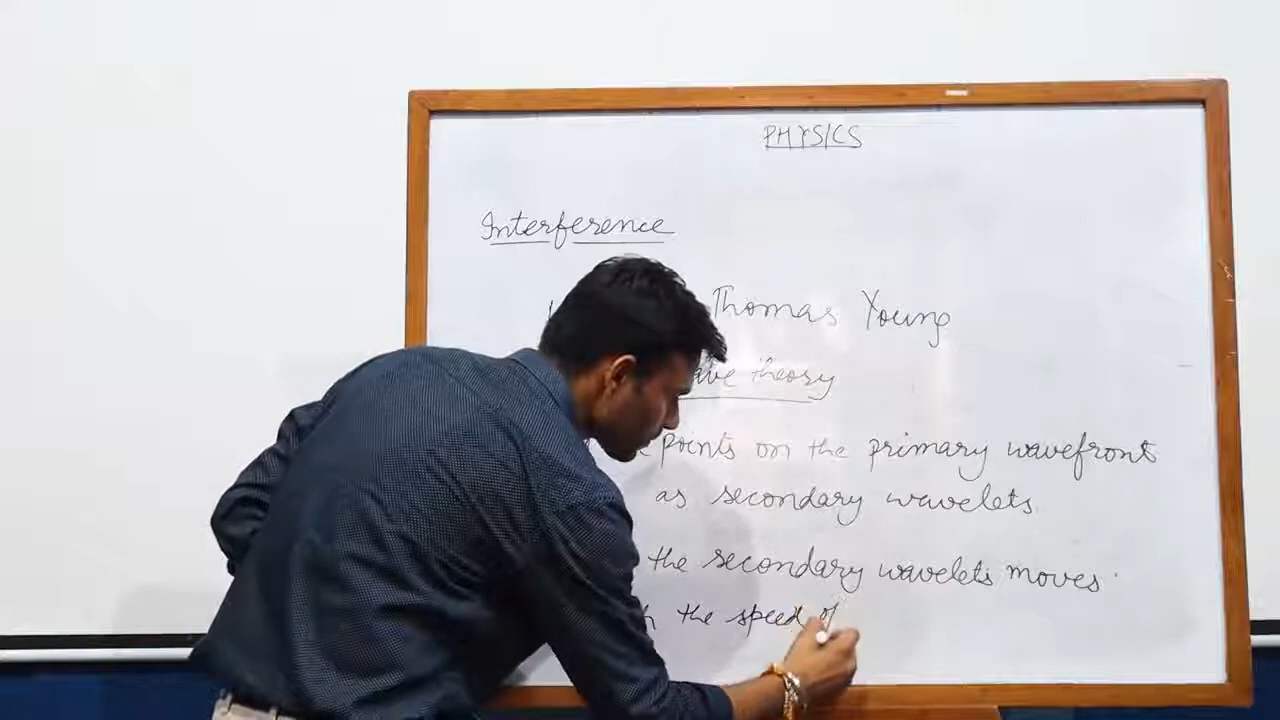 PHYSICS
Interference
Thomas Young
theory
points on the primary wavefront
as secondary wavelets.
the secondary wavelets moves
the speed of